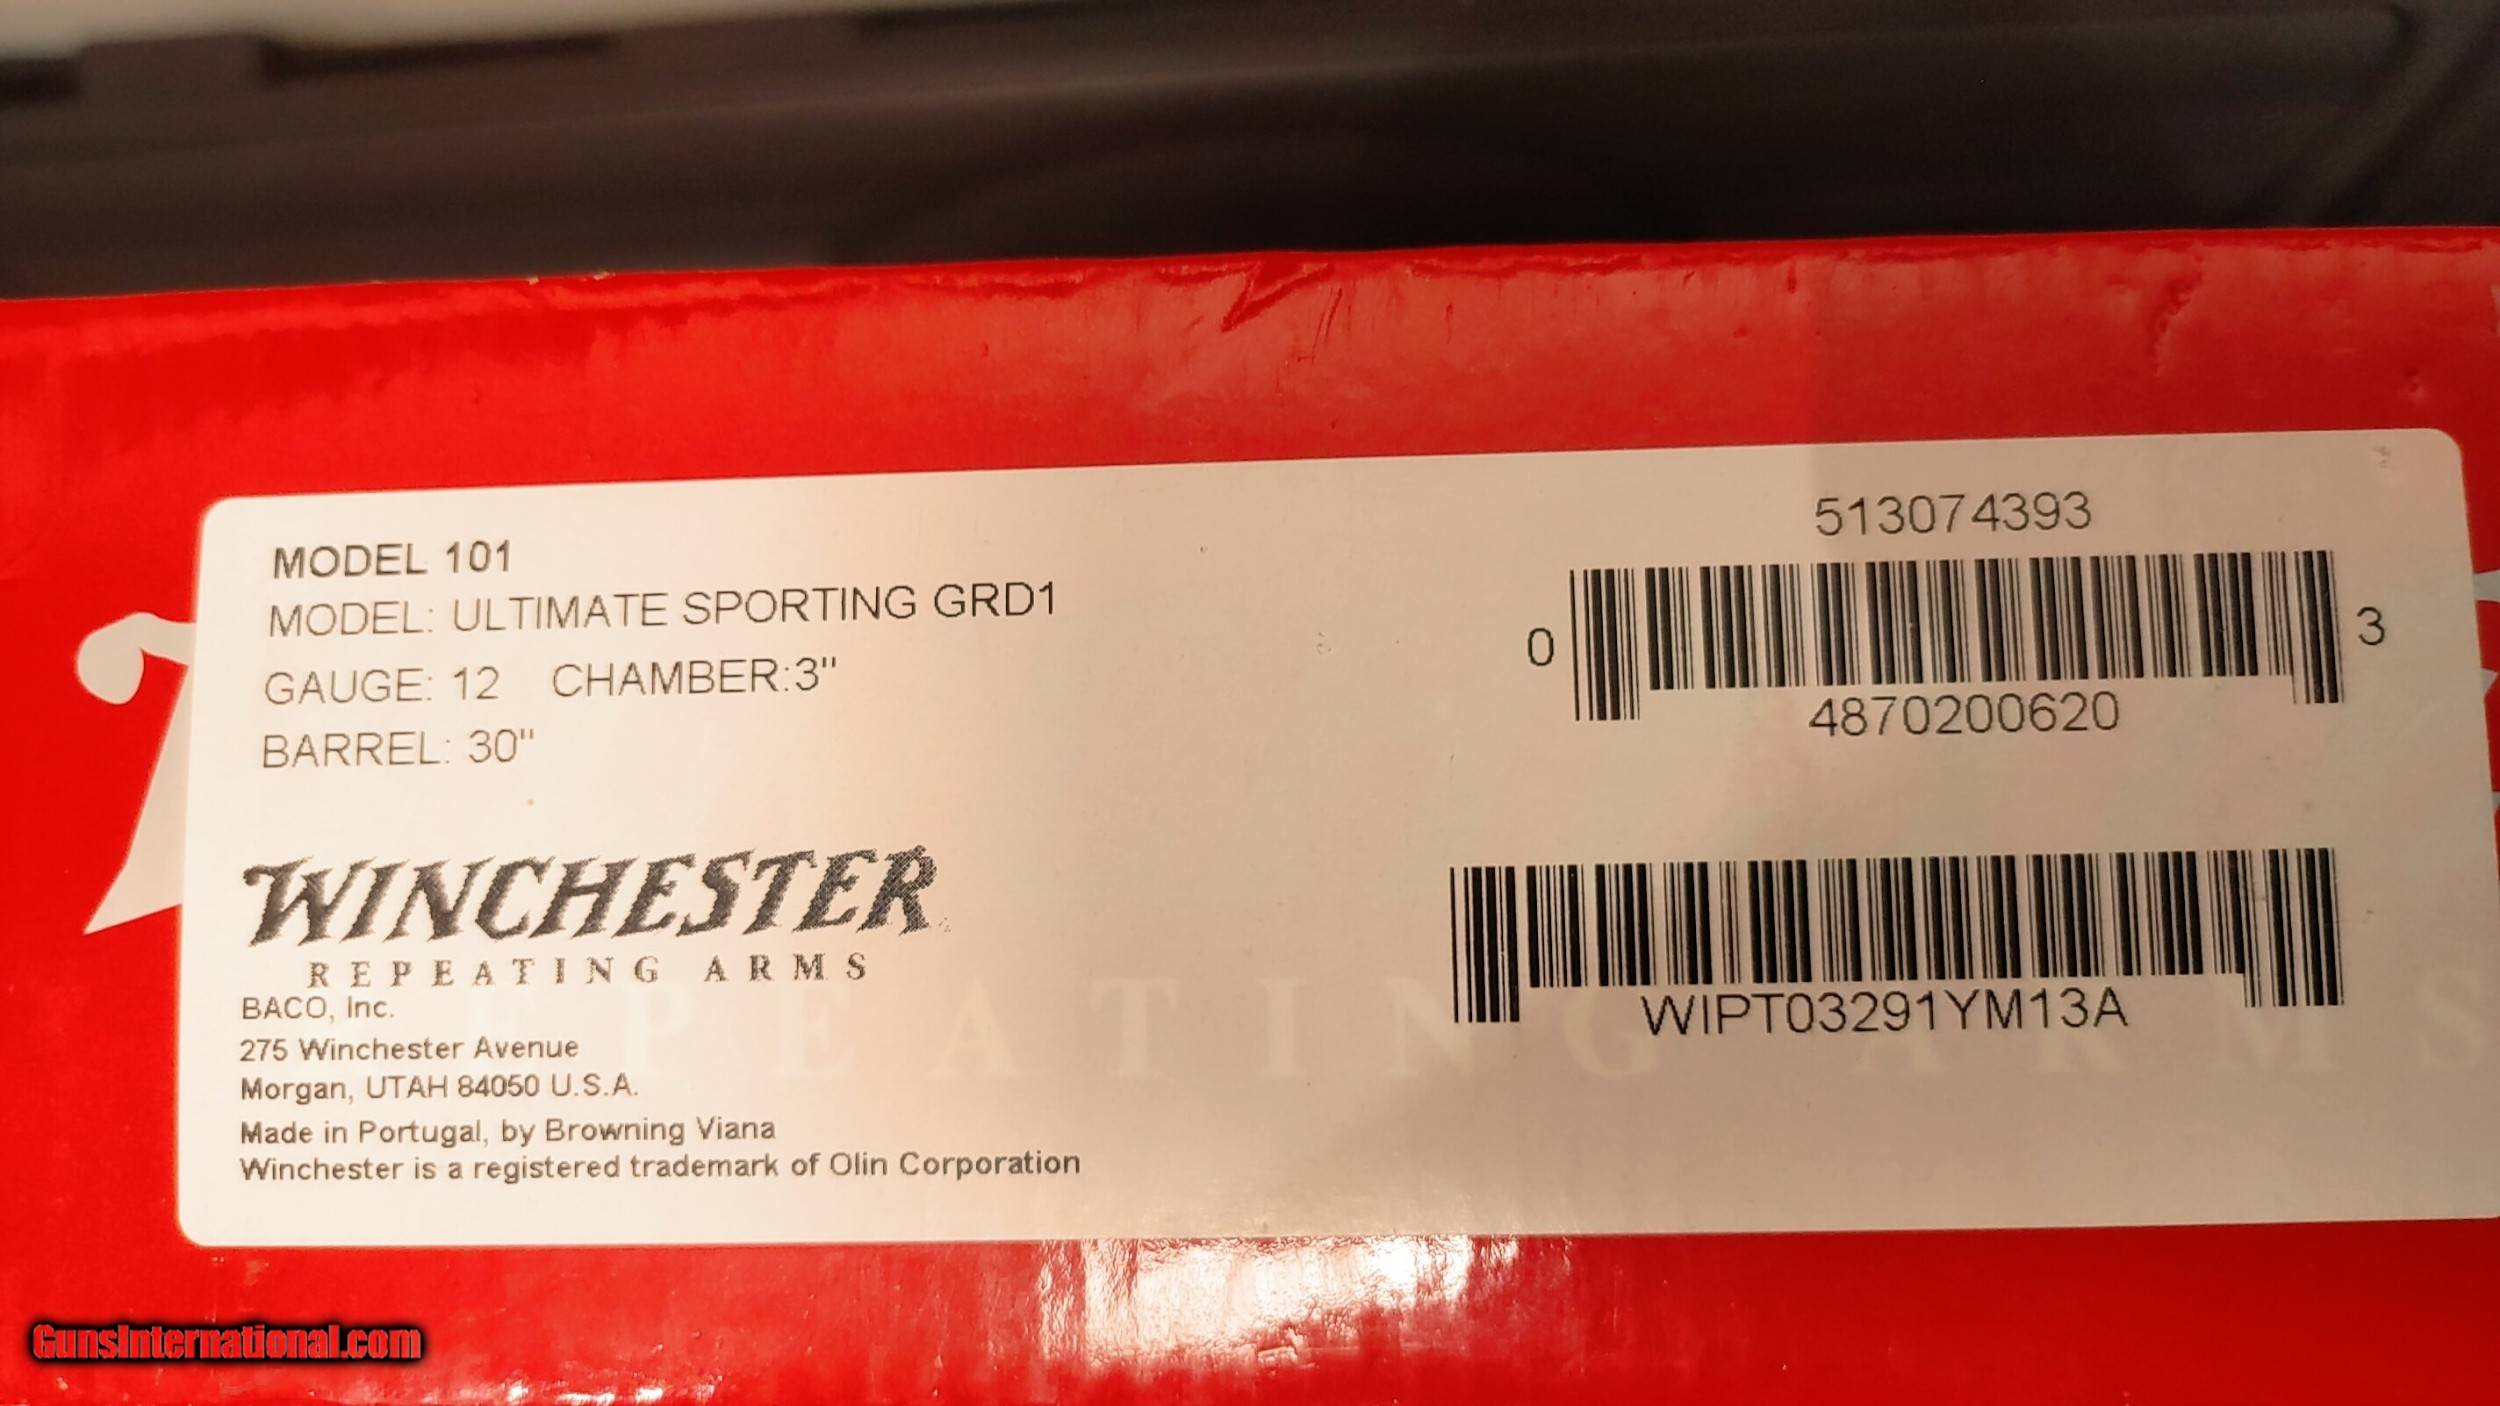 MODEL 101
MODEL: ULTIMATE SPORTING GRD1
GAUGE: 12 CHAMBER:3"
BARREL: 30"
WINCHESTER
REPEATING ARMS
BACO, Inc.
275 Winchester Avenue
Morgan, UTAH 84050 U.S.A.
Made in Portugal, by Browning Viana
Winchester is a registered trademark of Olin Corporation
513074393
0 3
4870200620
WIPT03291YM13A
REPEATING ARMS
GunsInternational.com